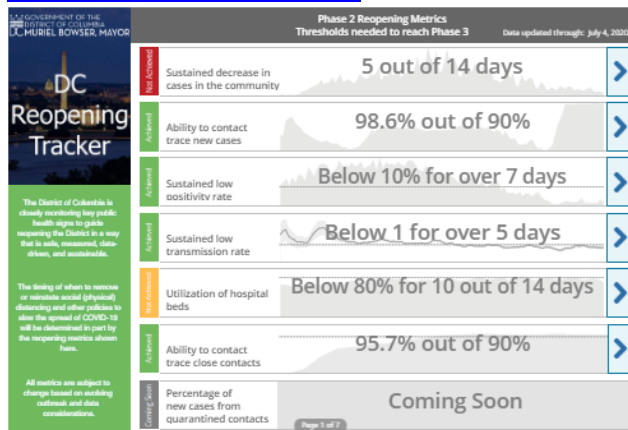 GOVERNMENT OF THE
DISTRICT OF COLUMBIA
DC MURIEL BOWSER, MAYOR
DC
Reopening
Tracker
The District of Columbia is
closely monitoring key public
health signs to guide
reopening the District in a way
that is safe, measured, data-
driven, and sustainable.
The timing of when to remove
or reinstate social (physical)
distancing and other policies to
slow the spread of COVID-19
will be determined in part by
the reopening metrics shown
here.
All metrics are subject to
change based on evolving
outbreak and data
considerations.
Phase 2 Reopening Metrics
Thresholds needed to reach Phase 3
Data updated through: July 4, 2020
Not Achieved
Sustained decrease in
cases in the community
5 out of 14 days
Achieved
Ability to contact
trace new cases
98.6% out of 90%
Achieved
Sustained low
positivity rate
Below 10% for over 7 days
Achieved
Sustained low
transmission rate
Below 1 for over 5 days
Not Achieved
Utilization of hospital
beds
Below 80% for 10 out of 14 days
Achieved
Ability to contact
trace close contacts
95.7% out of 90%
Coming Soon
Percentage of
new cases from
quarantined contacts
Coming Soon
Page 1 of 7